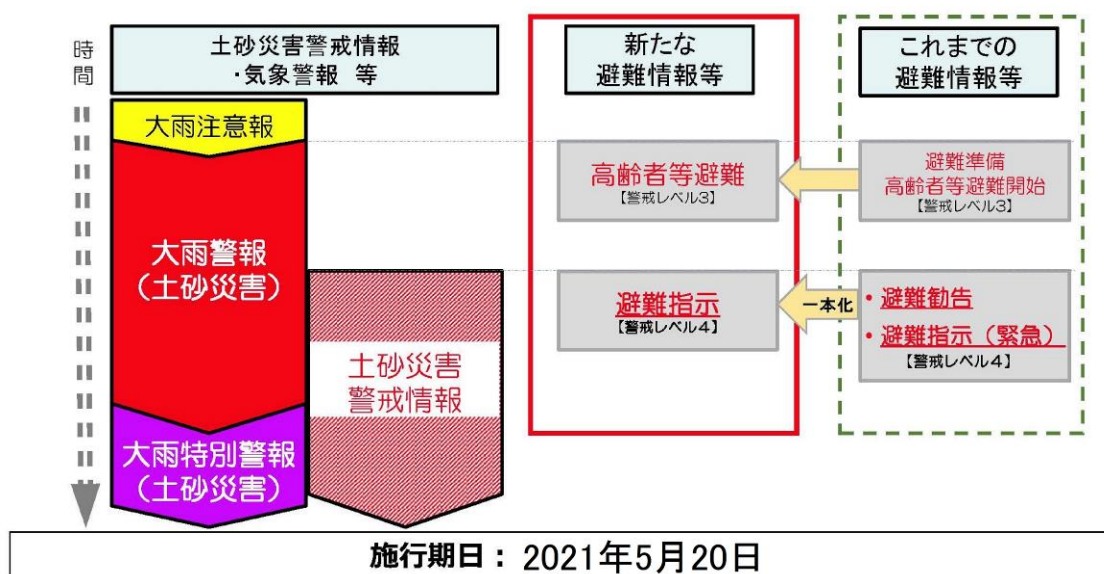 時
間
土砂災害警戒情報
・気象警報 等
新たな
避難情報等
これまでの
避難情報等
大雨注意報
高齢者等避難
【警戒レベル3】
避難準備
高齢者等避難開始
【警戒レベル3】
大雨警報
(土砂災害)
避難指示
【警戒レベル4】
一本化
・避難勧告
・避難指示(緊急)
【警戒レベル4】
土砂災害
警戒情報
大雨特別警報
(土砂災害)
施行期日:2021年5月20日